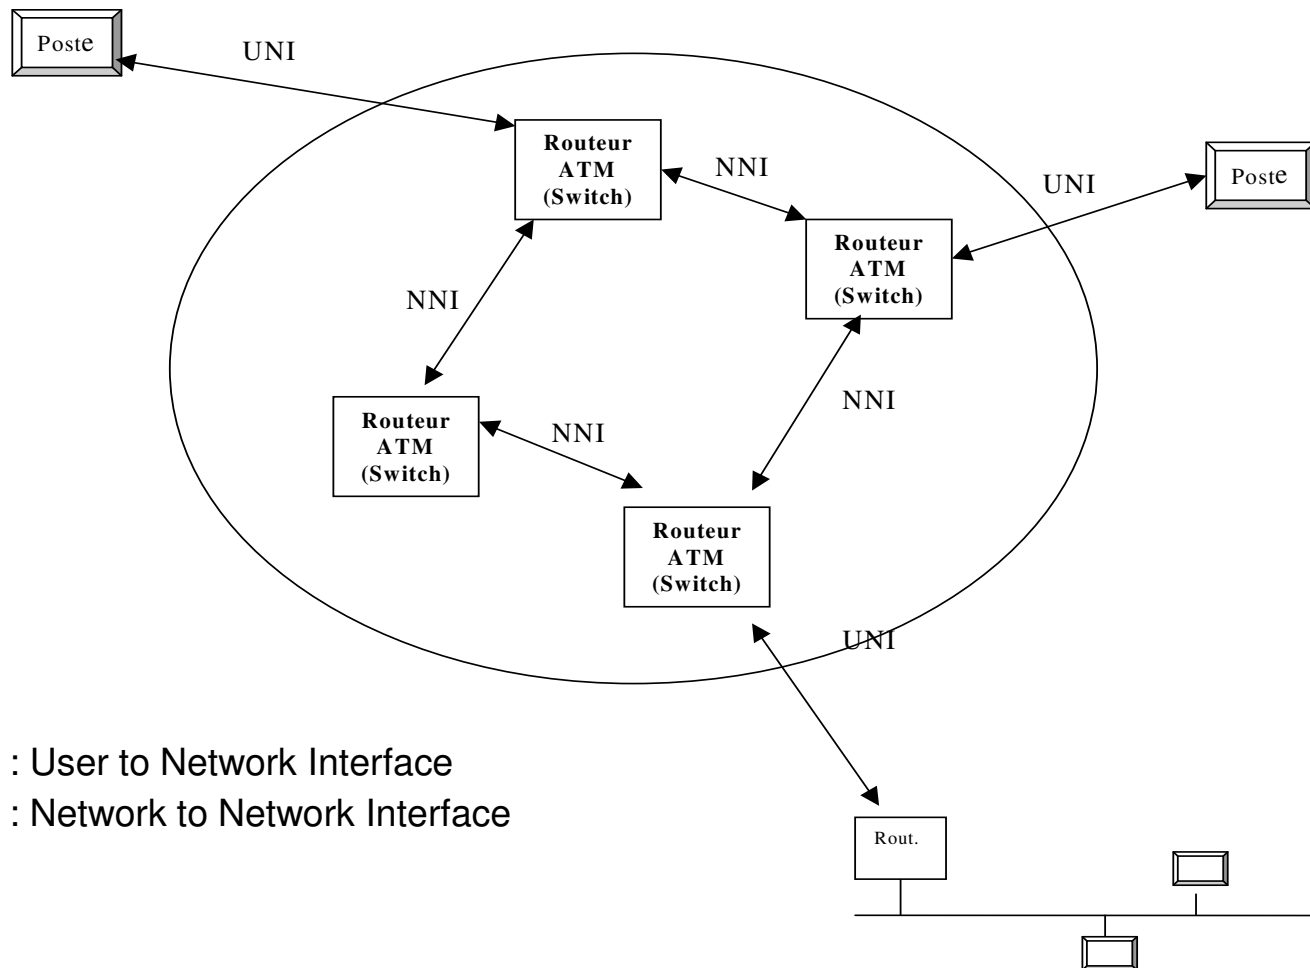 Poste
UNI
Routeur
ATM
(Switch)
NNI
UNI
Poste
Routeur
ATM
(Switch)
NNI
NNI
Routeur
ATM
(Switch)
NNI
Routeur
ATM
(Switch)
UNI
: User to Network Interface
: Network to Network Interface
Rout.